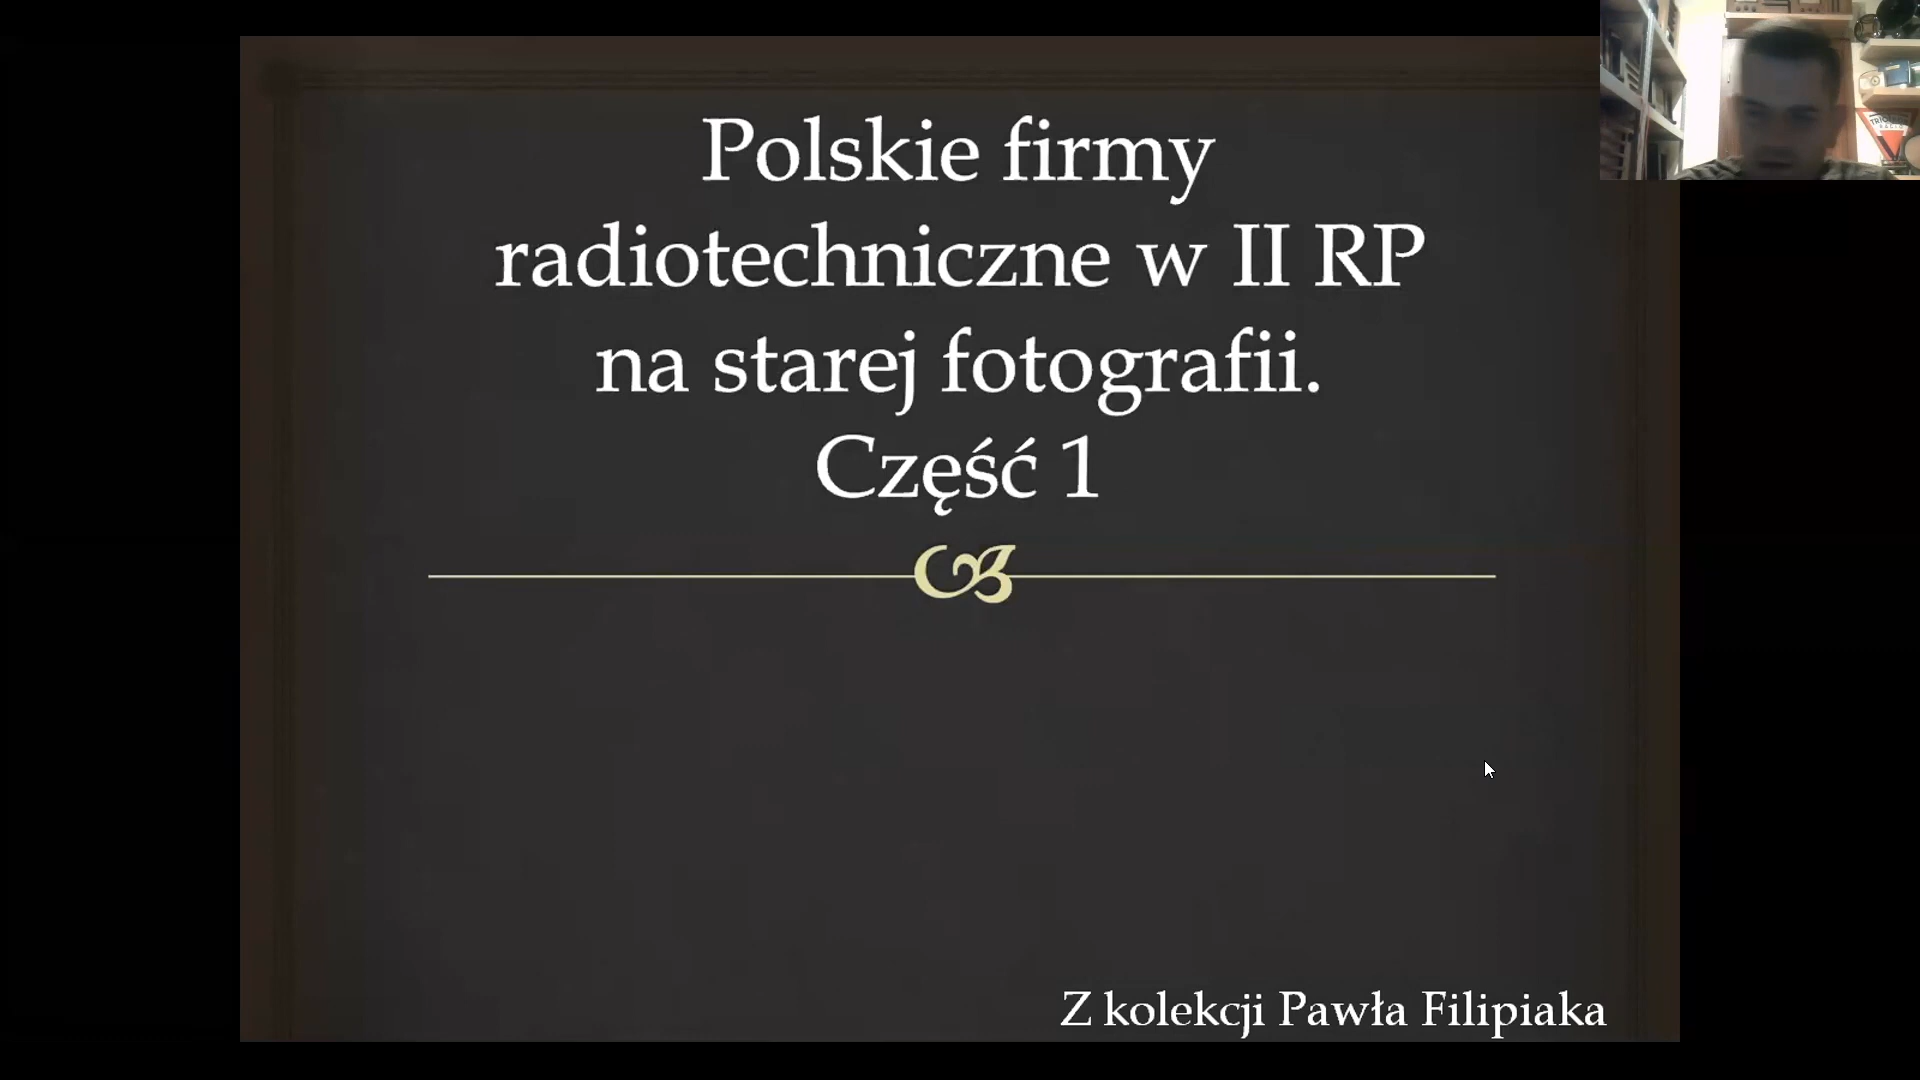 Polskie firmy
radiotechniczne w II RP
na starej fotografii.
Część 1
Z kolekcji Pawła Filipiaka